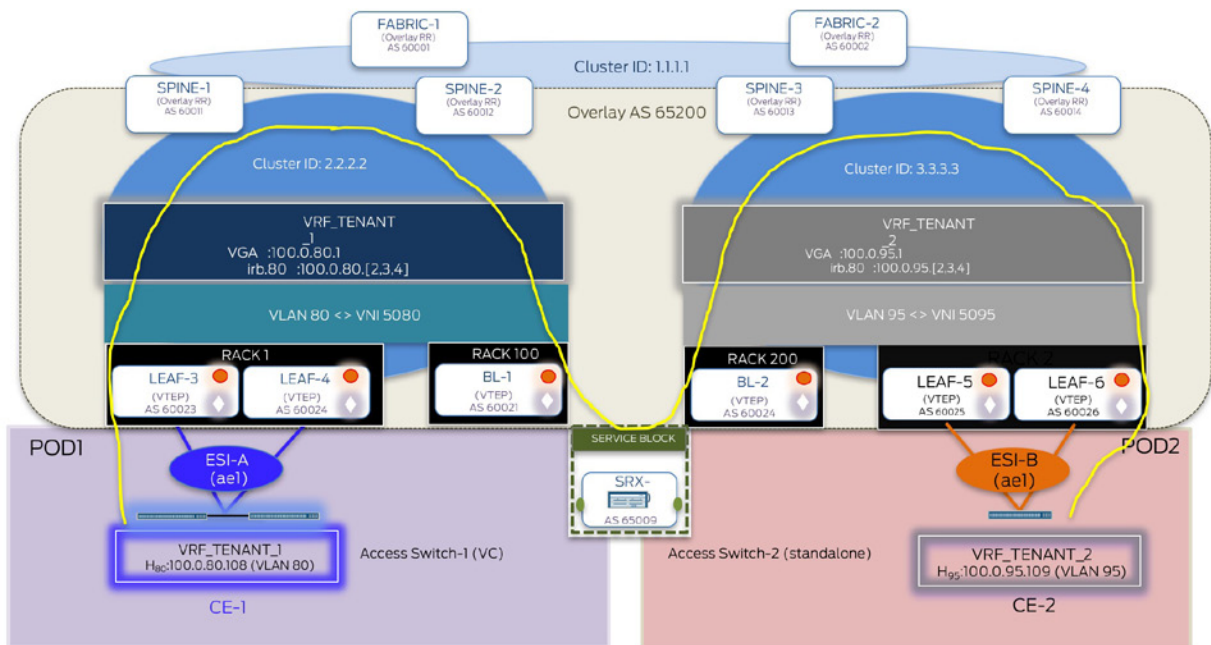 FABRIC-1
(Overlay RR)
AS 60001
FABRIC-2
(Overlay RR)
AS 60002
Cluster ID: 1.1.1.1
SPINE-1
(Overlay RR)
AS 60011
SPINE-2
(Overlay RR)
AS 60012
Overlay AS 65200
SPINE-3
(Overlay RR)
AS 60013
SPINE-4
(Overlay RR)
AS 60014
Cluster ID: 2.2.2.2
Cluster ID: 3.3.3.3
VRF_TENANT
_1
VGA :100.0.80.1
irb.80 :100.0.80.[2,3,4]
VRF_TENANT
_2
VGA :100.0.95.1
irb.80 :100.0.95.[2,3,4]
VLAN 80 <> VNI 5080
VLAN 95 <> VNI 5095
RACK 1
LEAF-3
(VTEP)
AS 60023
LEAF-4
(VTEP)
AS 60024
RACK 100
BL-1
(VTEP)
AS 60021
RACK 200
BL-2
(VTEP)
AS 60024
RACK 2
LEAF-5
(VTEP)
AS 60025
LEAF-6
(VTEP)
AS 60026
POD1
POD2
SERVICE BLOCK
SRX-
AS 65009
ESI-A
(ae1)
ESI-B
(ae1)
VRF_TENANT_1
H80:100.0.80.108 (VLAN 80)
CE-1
Access Switch-1 (VC)
Access Switch-2 (standalone)
VRF_TENANT_2
H95:100.0.95.109 (VLAN 95)
CE-2